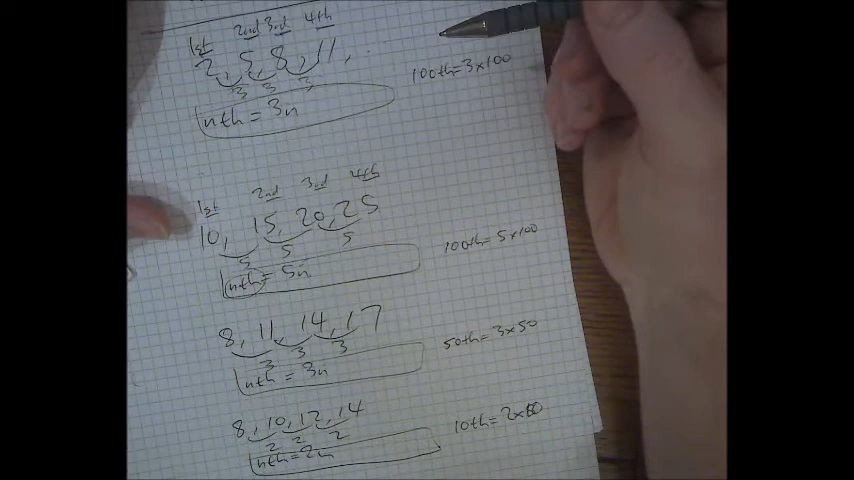 1st 2nd 3rd 4th
2, 5, 8, 11, . .
3 3 3
nth = 3n
100th = 3 x 100
1st 2nd 3rd 4th
10, 15, 20, 25
5 5 5
nth = 5n
100th = 5 x 100
8, 11, 14, 17
3 3 3
nth = 3n
50th = 3 x 50
8, 10, 12, 14
2 2 2
nth = 2n
10th = 2 x